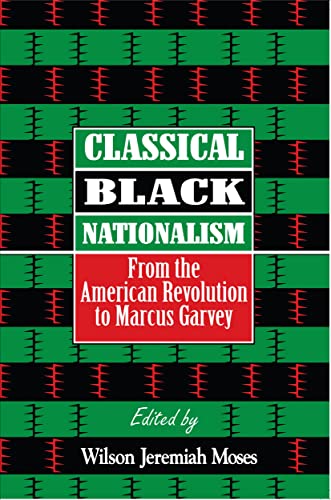 CLASSICAL
BLACK
NATIONALISM
From the
American Revolution
to Marcus Garvey
Edited by
Wilson Jeremiah Moses